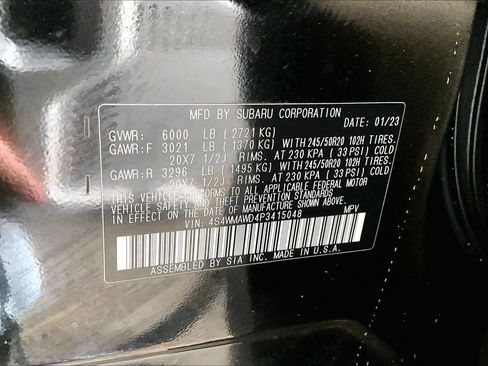 MFD BY SUBARU CORPORATION
DATE: 01/23
GVWR: 6000 LB (2721 KG)
GAWR:F 3021 LB (1370 KG) WITH 245/50R20 102H TIRES.
20X7 1/2J RIMS. AT 230 KPA (33 PSI) COLD
GAWR:R 3296 LB (1495 KG) WITH 245/50R20 102H TIRES.
20X7 1/2J RIMS. AT 230 KPA (33 PSI) COLD
THIS VEHICLE CONFORMS TO ALL APPLICABLE FEDERAL MOTOR
VEHICLE SAFETY AND THEFT PREVENTION STANDARDS
IN EFFECT ON THE DATE OF MANUFACTURE SHOWN ABOVE.
VIN: 4S4WMAWD4P3415048 MPV
ASSEMBLED BY SIA INC. MADE IN U.S.A.